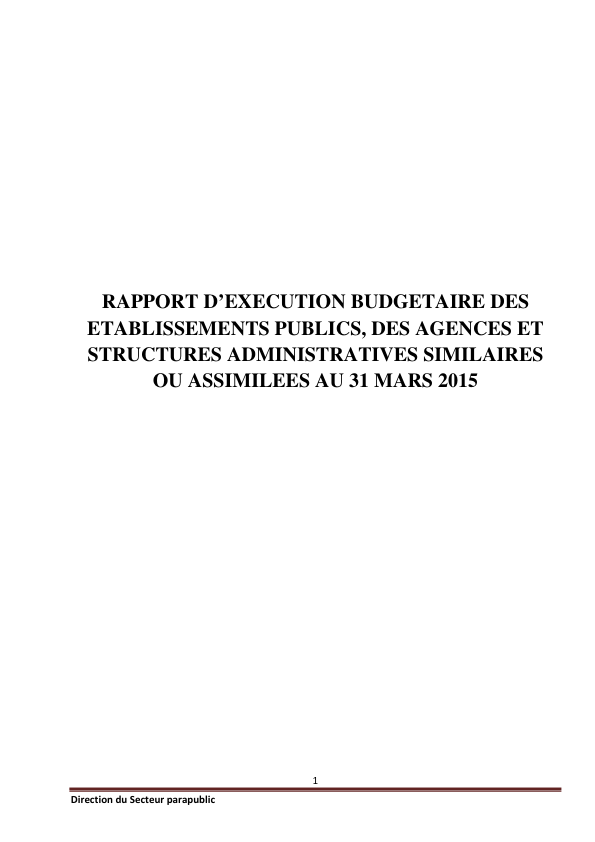 RAPPORT D’EXECUTION BUDGETAIRE DES
ETABLISSEMENTS PUBLICS, DES AGENCES ET
STRUCTURES ADMINISTRATIVES SIMILAIRES
OU ASSIMILEES AU 31 MARS 2015
1
Direction du Secteur parapublic